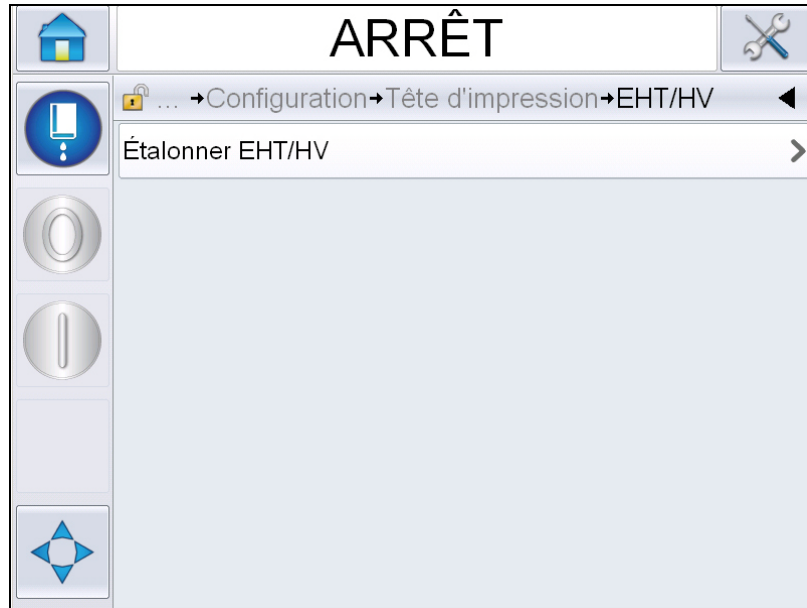 ARRÊT
... →Configuration→Tête d'impression→EHT/HV
Étalonner EHT/HV